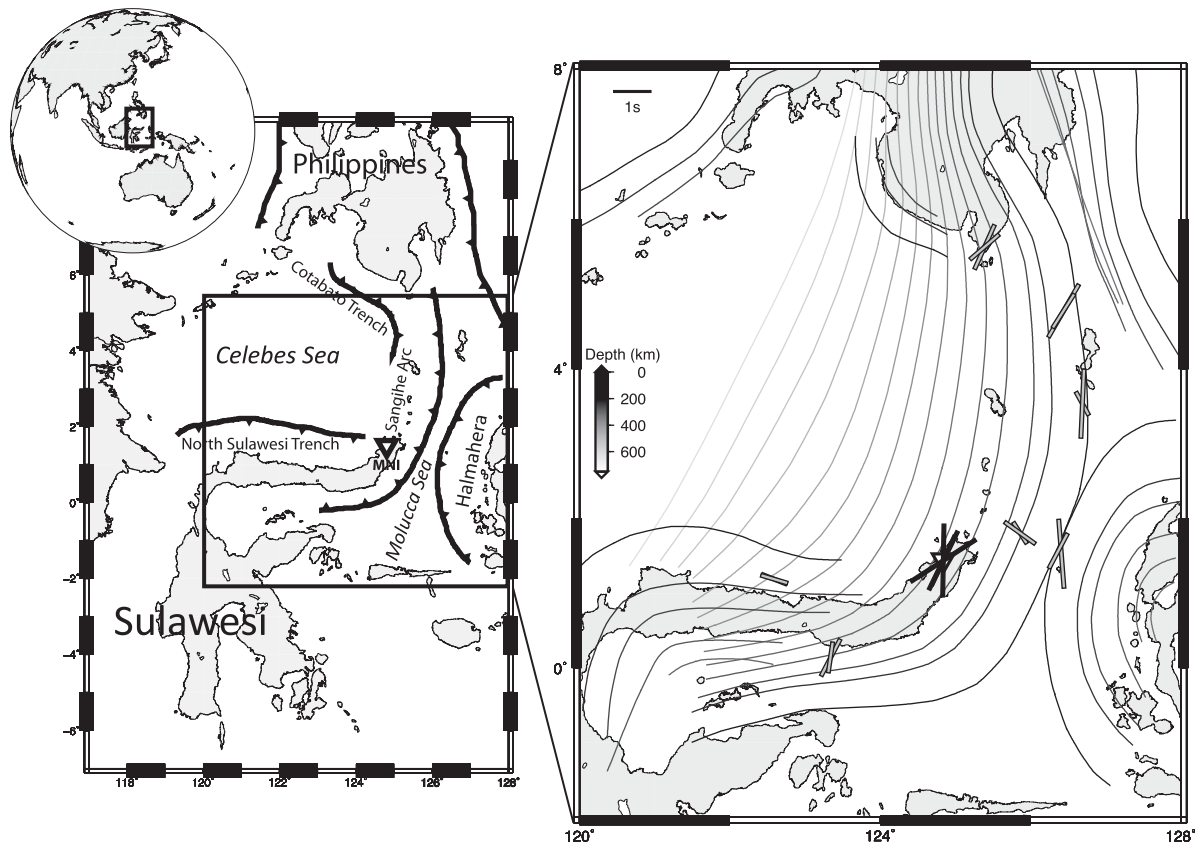 Philippines
Cotabato Trench
Celebes Sea
Sangihe Arc
North Sulawesi Trench
MNI
Molucca Sea
Halmahera
Sulawesi
6°
4°
2°
0°
−2°
−4°
−6°
118°
120°
122°
124°
126°
128°
8°
1s
Depth (km)
0
200
400
600
4°
0°
120°
124°
128°